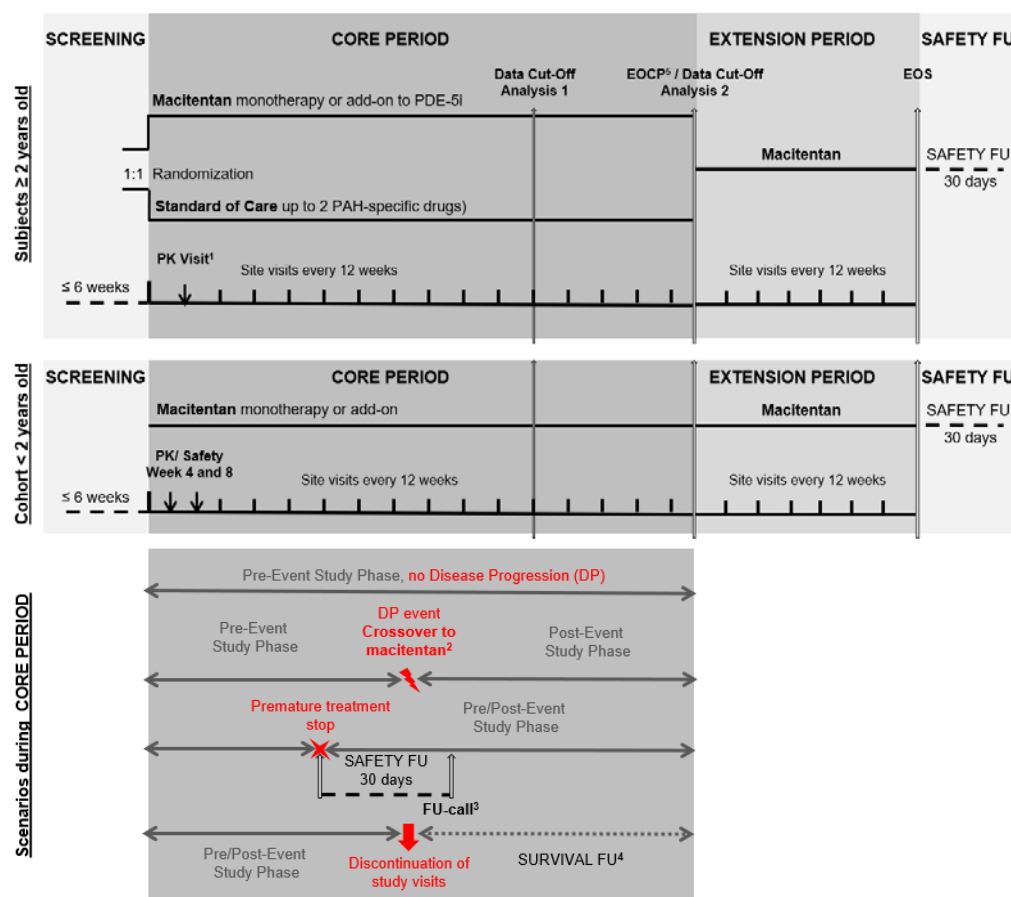 SCREENING
CORE PERIOD
EXTENSION PERIOD
SAFETY FU
Subjects ≥ 2 years old
Data Cut-Off
Analysis 1
EOCP⁵ / Data Cut-Off
Analysis 2
EOS
Macitentan monotherapy or add-on to PDE-5i
1:1 Randomization
Macitentan
SAFETY FU
30 days
Standard of Care up to 2 PAH-specific drugs)
PK Visit¹
Site visits every 12 weeks
Site visits every 12 weeks
≤ 6 weeks
SCREENING
CORE PERIOD
EXTENSION PERIOD
SAFETY FU
Cohort < 2 years old
Macitentan monotherapy or add-on
Macitentan
SAFETY FU
30 days
PK/ Safety
Week 4 and 8
Site visits every 12 weeks
Site visits every 12 weeks
≤ 6 weeks
Scenarios during CORE PERIOD
Pre-Event Study Phase, no Disease Progression (DP)
Pre-Event
Study Phase
DP event
Crossover to
macitentan²
Post-Event
Study Phase
Premature treatment
stop
Pre/Post-Event
Study Phase
SAFETY FU
30 days
FU-call³
Pre/Post-Event
Study Phase
Discontinuation of
study visits
SURVIVAL FU⁴